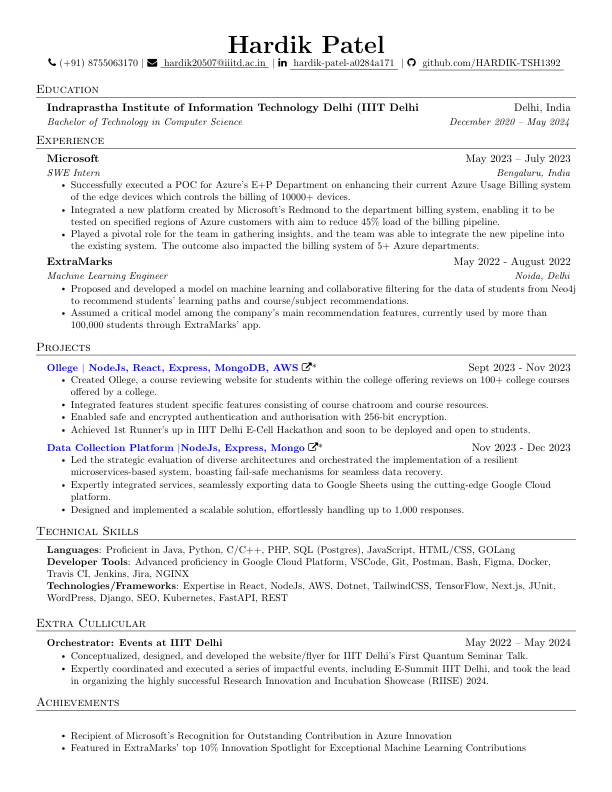 Hardik Patel
(+91) 8755063170 | hardik20507@iiitd.ac.in | hardik-patel-a0284a171 | github.com/HARDIK-TSH1392
Education
Indraprastha Institute of Information Technology Delhi (IIIT Delhi Delhi, India
Bachelor of Technology in Computer Science December 2020 – May 2024
Experience
Microsoft May 2023 – July 2023
SWE Intern Bengaluru, India
• Successfully executed a POC for Azure's E+P Department on enhancing their current Azure Usage Billing system
of the edge devices which controls the billing of 10000+ devices.
• Integrated a new platform created by Microsoft's Redmond to the department billing system, enabling it to be
tested on specified regions of Azure customers with aim to reduce 45% load of the billing pipeline.
• Played a pivotal role for the team in gathering insights, and the team was able to integrate the new pipeline into
the existing system. The outcome also impacted the billing system of 5+ Azure departments.
ExtraMarks May 2022 - August 2022
Machine Learning Engineer Noida, Delhi
• Proposed and developed a model on machine learning and collaborative filtering for the data of students from Neo4j
to recommend students' learning paths and course/subject recommendations.
• Assumed a critical model among the company's main recommendation features, currently used by more than
100,000 students through ExtraMarks' app.
Projects
Ollege | NodeJs, React, Express, MongoDB, AWS * Sept 2023 - Nov 2023
• Created Ollege, a course reviewing website for students within the college offering reviews on 100+ college courses
offered by a college.
• Integrated features student specific features consisting of course chatroom and course resources.
• Enabled safe and encrypted authentication and authorisation with 256-bit encryption.
• Achieved 1st Runner's up in IIIT Delhi E-Cell Hackathon and soon to be deployed and open to students.
Data Collection Platform |NodeJs, Express, Mongo * Nov 2023 - Dec 2023
• Led the strategic evaluation of diverse architectures and orchestrated the implementation of a resilient
microservices-based system, boasting fail-safe mechanisms for seamless data recovery.
• Expertly integrated services, seamlessly exporting data to Google Sheets using the cutting-edge Google Cloud
platform.
• Designed and implemented a scalable solution, effortlessly handling up to 1,000 responses.
Technical Skills
Languages: Proficient in Java, Python, C/C++, PHP, SQL (Postgres), JavaScript, HTML/CSS, GOLang
Developer Tools: Advanced proficiency in Google Cloud Platform, VSCode, Git, Postman, Bash, Figma, Docker,
Travis CI, Jenkins, Jira, NGINX
Technologies/Frameworks: Expertise in React, NodeJs, AWS, Dotnet, TailwindCSS, TensorFlow, Next.js, JUnit,
WordPress, Django, SEO, Kubernetes, FastAPI, REST
Extra Cullicular
Orchestrator: Events at IIIT Delhi May 2022 – May 2024
• Conceptualized, designed, and developed the website/flyer for IIIT Delhi's First Quantum Seminar Talk.
• Expertly coordinated and executed a series of impactful events, including E-Summit IIIT Delhi, and took the lead
in organizing the highly successful Research Innovation and Incubation Showcase (RIISE) 2024.
Achievements
• Recipient of Microsoft's Recognition for Outstanding Contribution in Azure Innovation
• Featured in ExtraMarks' top 10% Innovation Spotlight for Exceptional Machine Learning Contributions